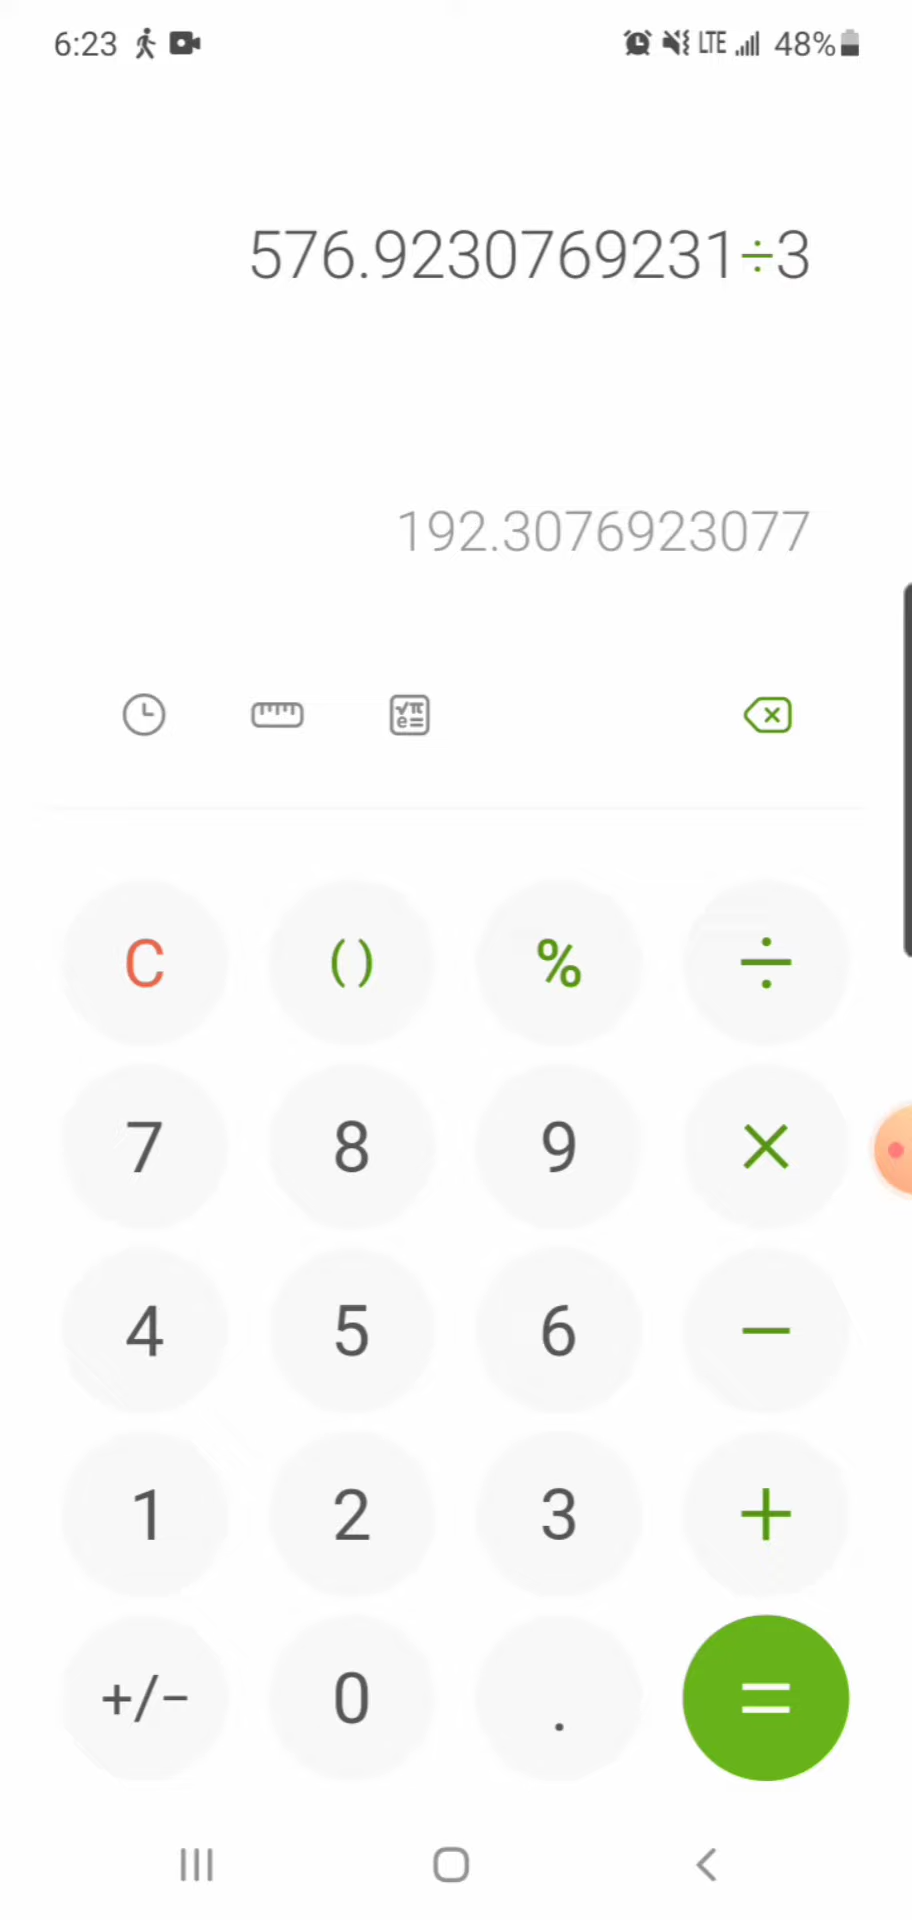 6:23 LTE 48%
576.9230769231÷3
192.3076923077
√π
e=
C () % ÷
7 8 9 ×
4 5 6 −
1 2 3 +
+/− 0 . =